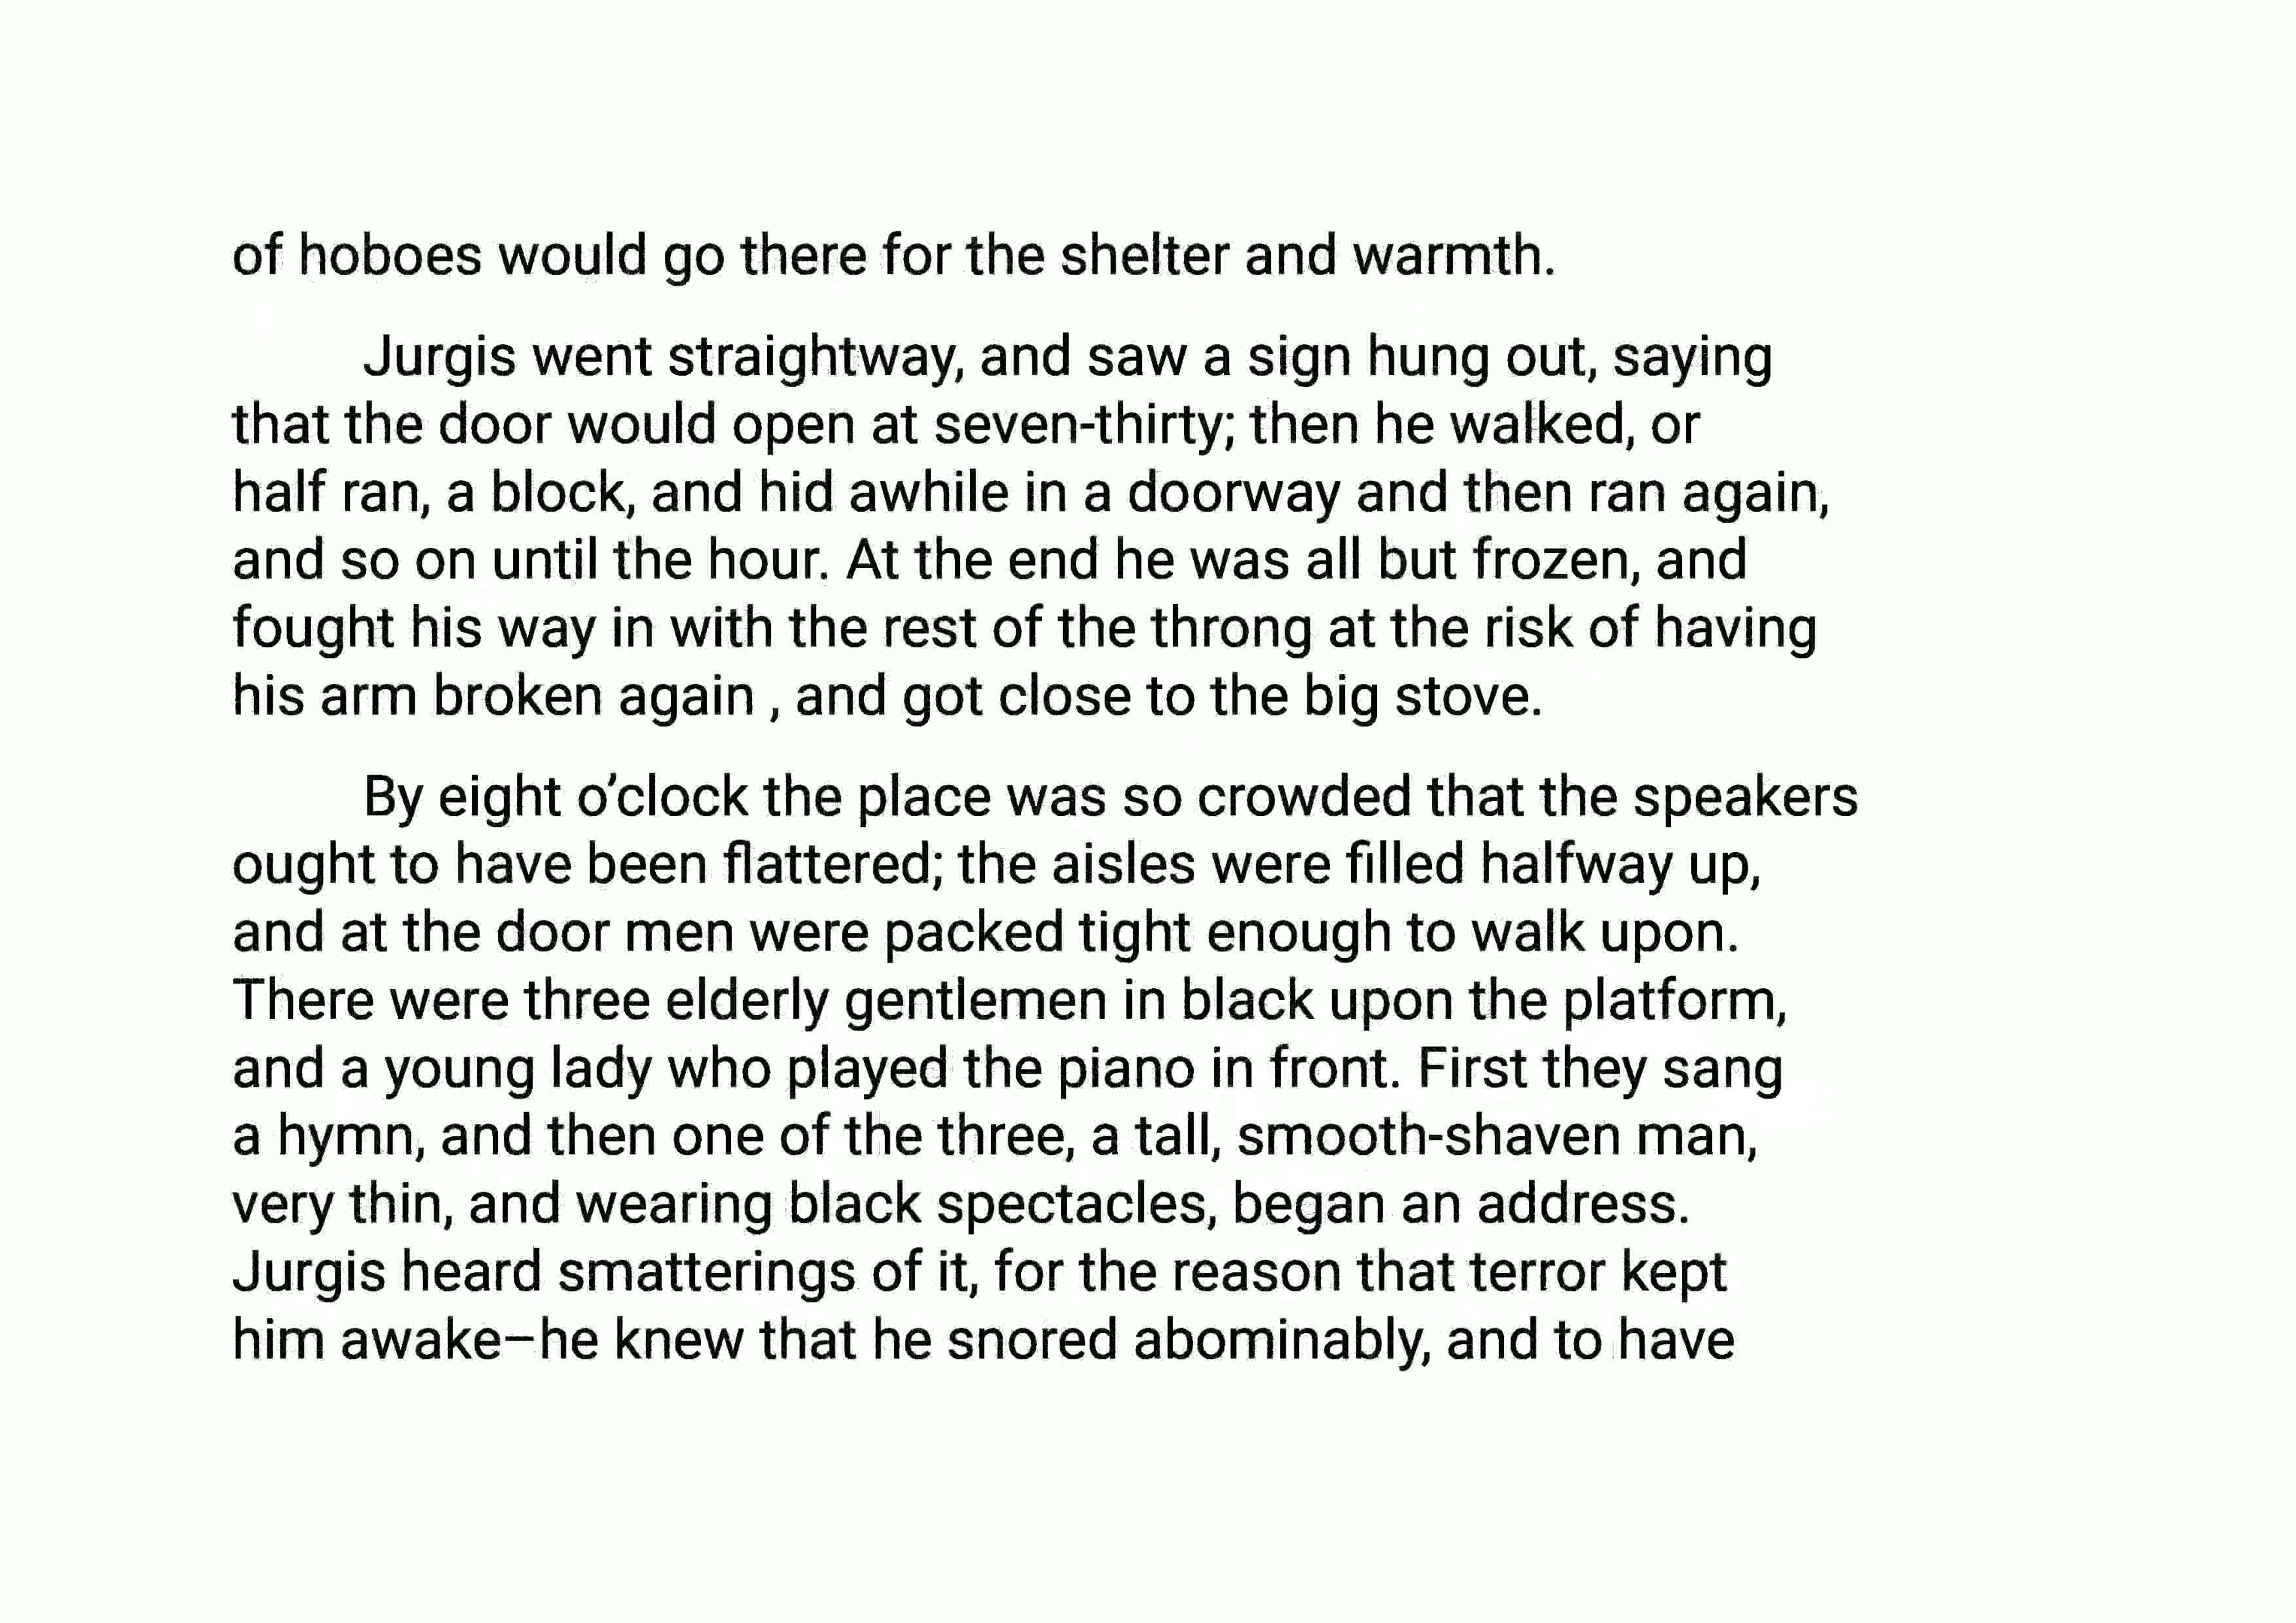 of hoboes would go there for the shelter and warmth.
Jurgis went straightway, and saw a sign hung out, saying
that the door would open at seven-thirty; then he walked, or
half ran, a block, and hid awhile in a doorway and then ran again,
and so on until the hour. At the end he was all but frozen, and
fought his way in with the rest of the throng at the risk of having
his arm broken again , and got close to the big stove.
By eight o’clock the place was so crowded that the speakers
ought to have been flattered; the aisles were filled halfway up,
and at the door men were packed tight enough to walk upon.
There were three elderly gentlemen in black upon the platform,
and a young lady who played the piano in front. First they sang
a hymn, and then one of the three, a tall, smooth-shaven man,
very thin, and wearing black spectacles, began an address.
Jurgis heard smatterings of it, for the reason that terror kept
him awake—he knew that he snored abominably, and to have